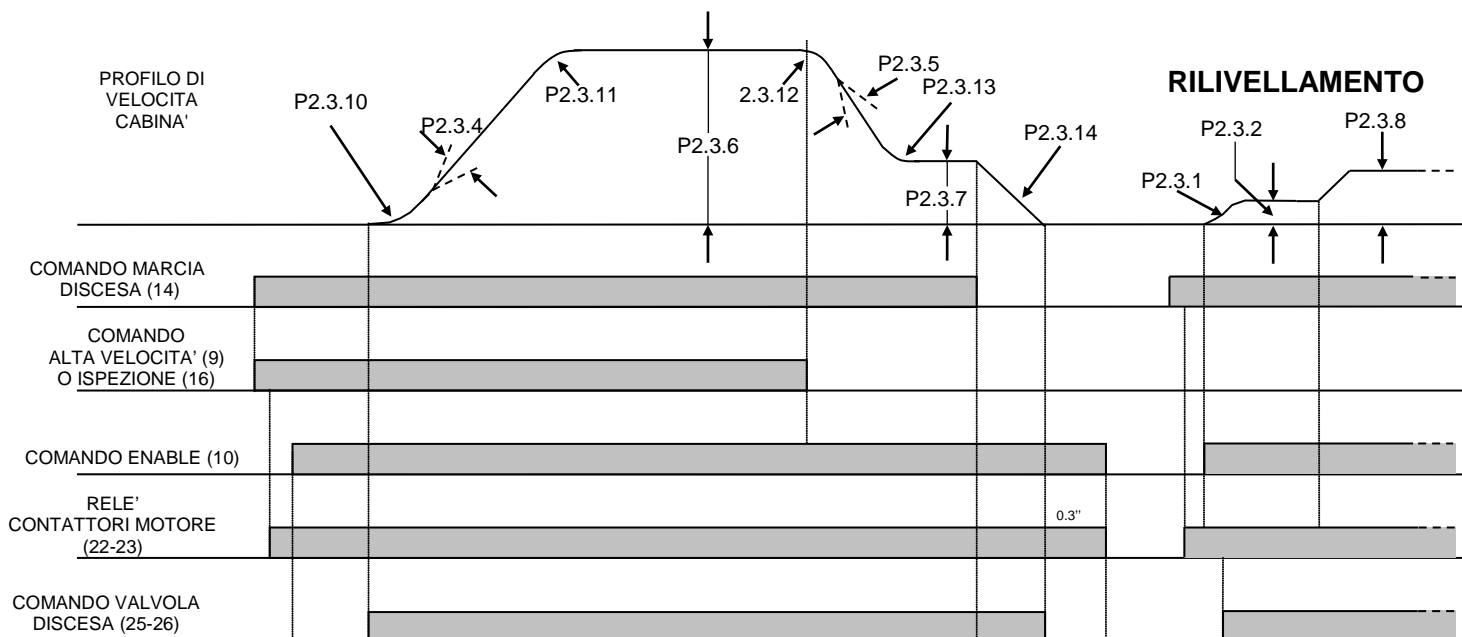 PROFILO DI
VELOCITA
CABINA'
P2.3.10
P2.3.4
P2.3.11
P2.3.6
2.3.12
P2.3.5
P2.3.13
P2.3.7
P2.3.14
RILIVELLAMENTO
P2.3.1
P2.3.2
P2.3.8
COMANDO MARCIA
DISCESA (14)
COMANDO
ALTA VELOCITA' (9)
O ISPEZIONE (16)
COMANDO ENABLE (10)
RELE'
CONTATTORI MOTORE
(22-23)
0.3"
COMANDO VALVOLA
DISCESA (25-26)